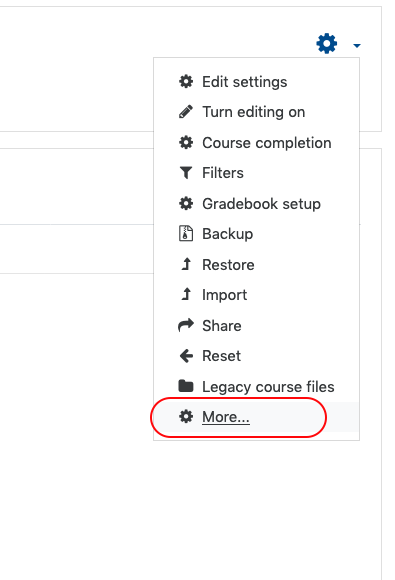 Edit settings
Turn editing on
Course completion
Filters
Gradebook setup
Backup
Restore
Import
Share
Reset
Legacy course files
More...